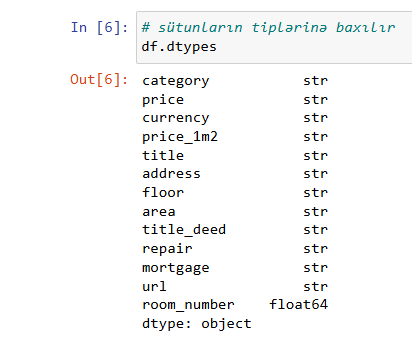 In [6]: # sütunların tiplərinə baxılır
df.dtypes
Out[6]: category str
price str
currency str
price_1m2 str
title str
address str
floor str
area str
title_deed str
repair str
mortgage str
url str
room_number float64
dtype: object